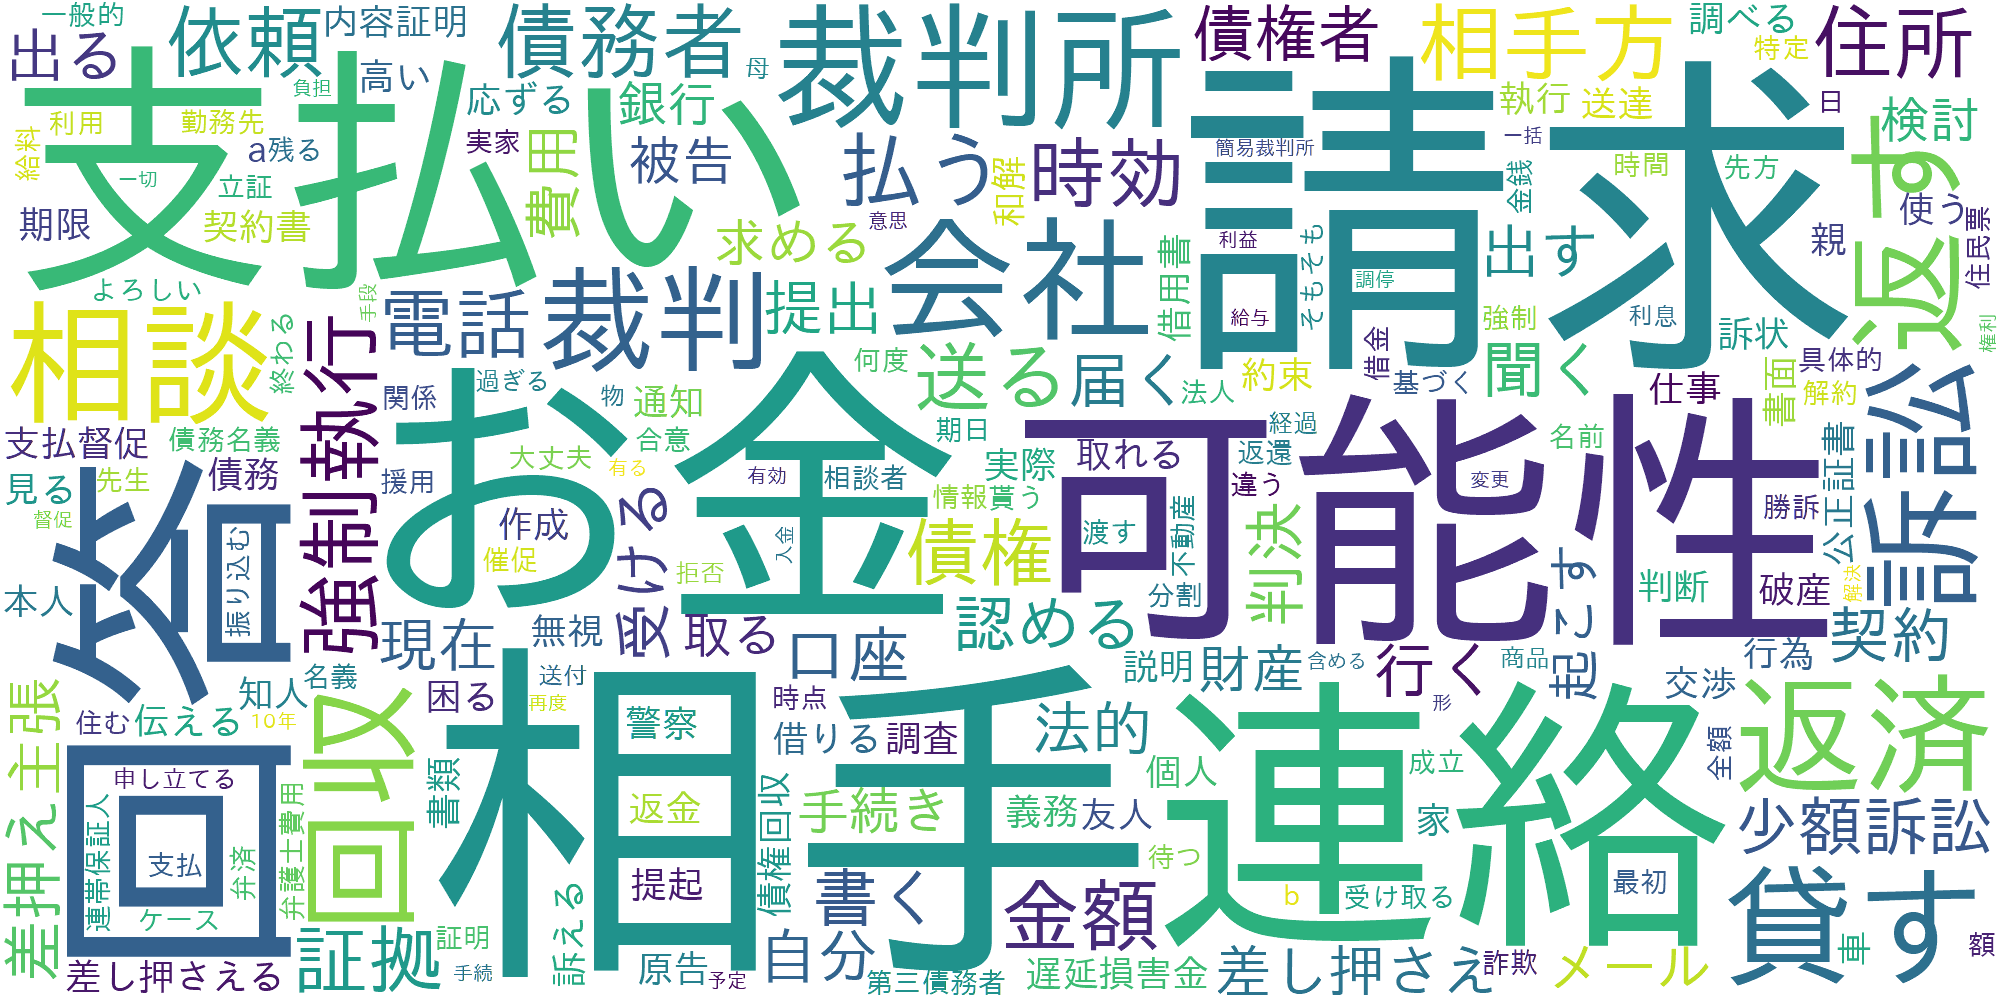 一般的
依頼
内容証明
債務者
母
裁判所
債権者
相手方
調べる
特定
住所
出る
支払い
負担
高い
応ずる
銀行
請求
執行
送達
日
検討
利用
勤務先
給料
a
残る
実家
費用
被告
払う
時効
簡易裁判所
一括
金銭
時間
先方
返す
一切
立証
期限
契約書
意思
和解
求める
利益
そもそも
出す
親
使う
住民票
よろしい
手段
終わる
電話
裁判
提出
会社
借用書
調停
給与
強制
利息
訴状
権利
相談
強制執行
関係
過ぎる
物
何度
送る
届く
法人
約束
借金
基づく
聞く
仕事
書面
具体的
解約
訴訟
支払督促
債務名義
お金
通知
合意
期日
経過
返還
可能性
名前
見る
先生
債務
援用
大丈夫
有る
有効
相談者
情報
貰う
実際
取れる
違う
変更
公正証書
勝訴
督促
給
回
振り込む
作成
催促
受ける
拒否
入金
債権
渡す
不動産
判決
判断
破産
解決
本人
現在
無視
取る
口座
認める
分割
起こす
契約
知人
名義
困る
送付
再度
相手
時点
説明
財産
含める
行く
商品
交渉
行為
差押え
主張
住む
伝える
10年
回収
警察
借りる
調査
法的
連絡
形
全額
返済
申し立てる
連帯保証人
支払
弁済
弁護士費用
書類
返金
債権回収
手続き
義務
友人
個人
成立
家
少額訴訟
ケース
証拠
証明
訴える
提起
書く
金額
待つ
b
受け取る
最初
貸す
差し押さえる
手続
原告
予定
自分
第三債務者
遅延損害金
差し押さえ
詐欺
メール
車
額